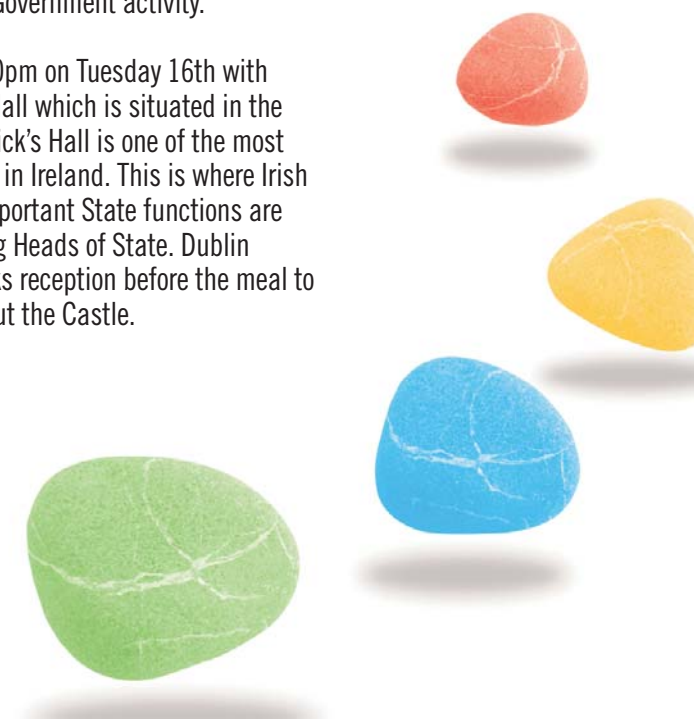 Government activity.
0pm on Tuesday 16th with
all which is situated in the
ick's Hall is one of the most
in Ireland. This is where Irish
portant State functions are
g Heads of State. Dublin
ks reception before the meal to
ut the Castle.